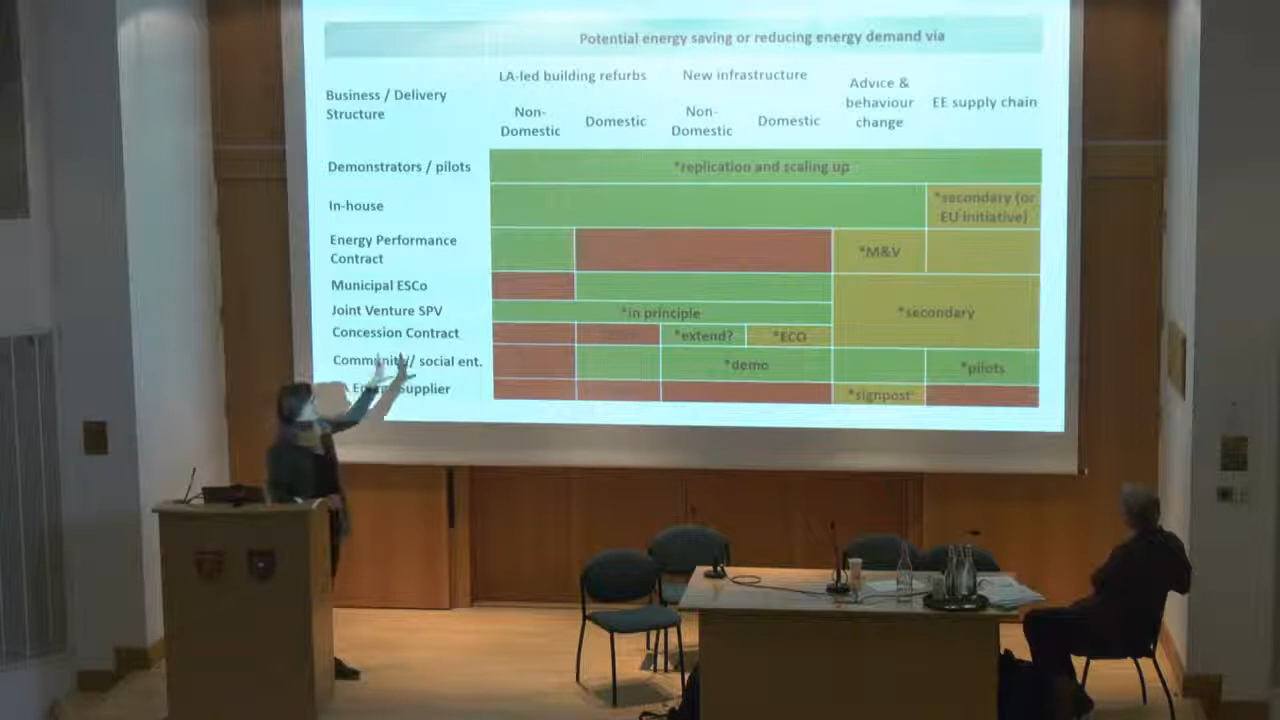 Potential energy saving or reducing energy demand via
LA-led building refurbs New infrastructure
Business / Delivery
Structure
Non-
Domestic
Domestic
Non-
Domestic
Domestic
Advice &
behaviour
change
EE supply chain
Demonstrators / pilots
*replication and scaling up
In-house
*secondary (or
EU initiative)
Energy Performance
Contract
*M&V
Municipal ESCo
Joint Venture SPV
*in principle
*secondary
Concession Contract
*extend?
*ECO
Community/ social ent.
*demo
*pilots
Supplier
*signpost